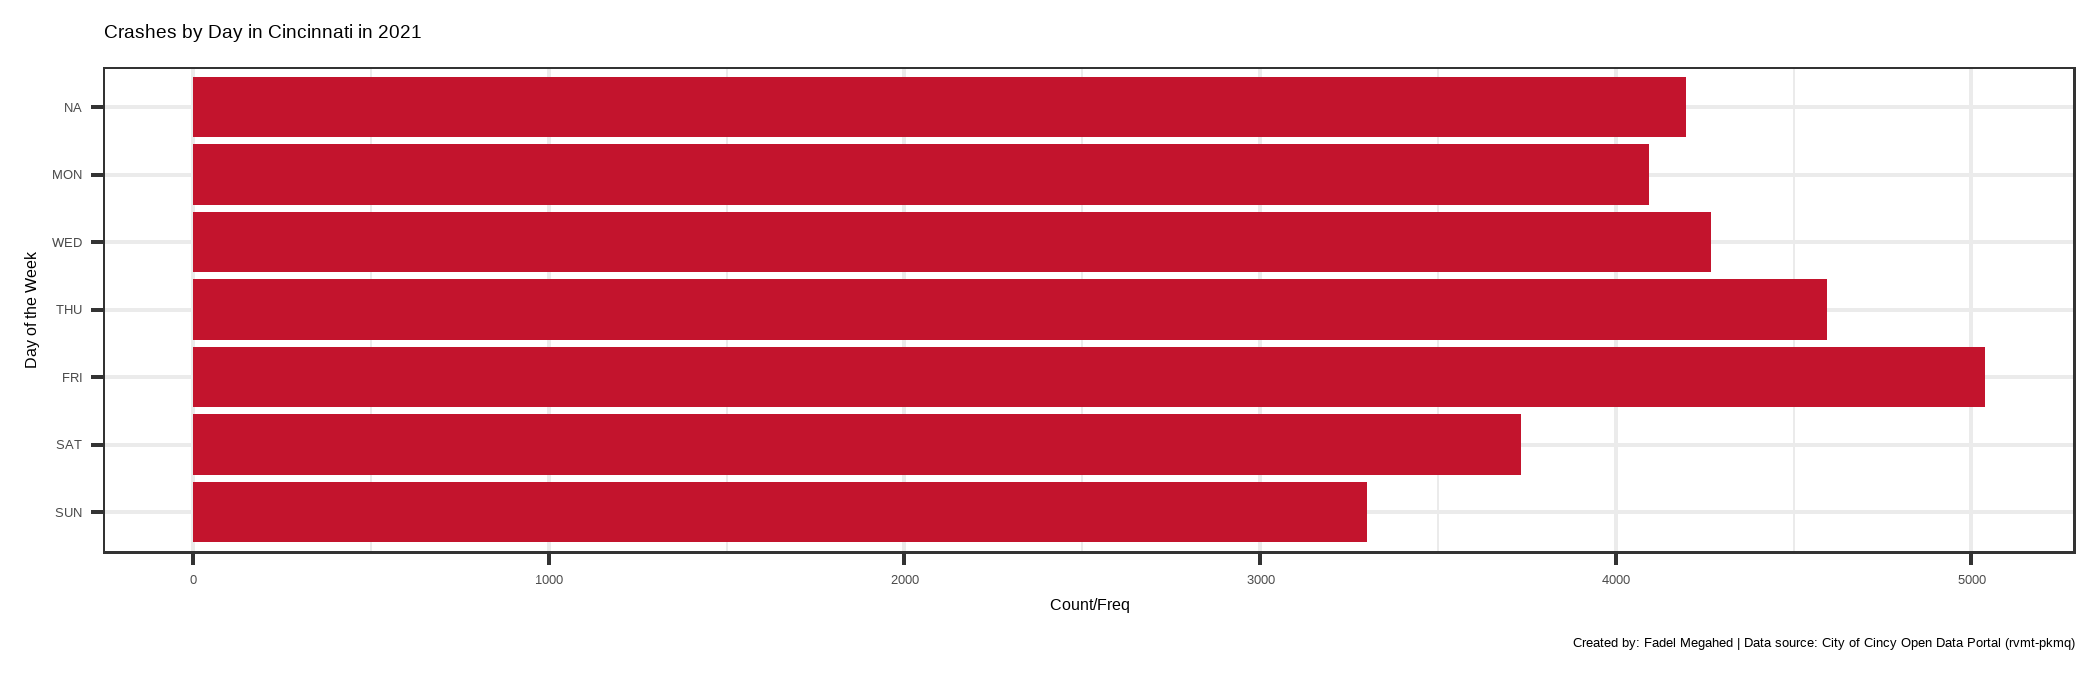 Crashes by Day in Cincinnati in 2021
Day of the Week
NA
MON
WED
THU
FRI
SAT
SUN
0 1000 2000 3000 4000 5000
Count/Freq
Created by: Fadel Megahed | Data source: City of Cincy Open Data Portal (rvmt-pkmq)